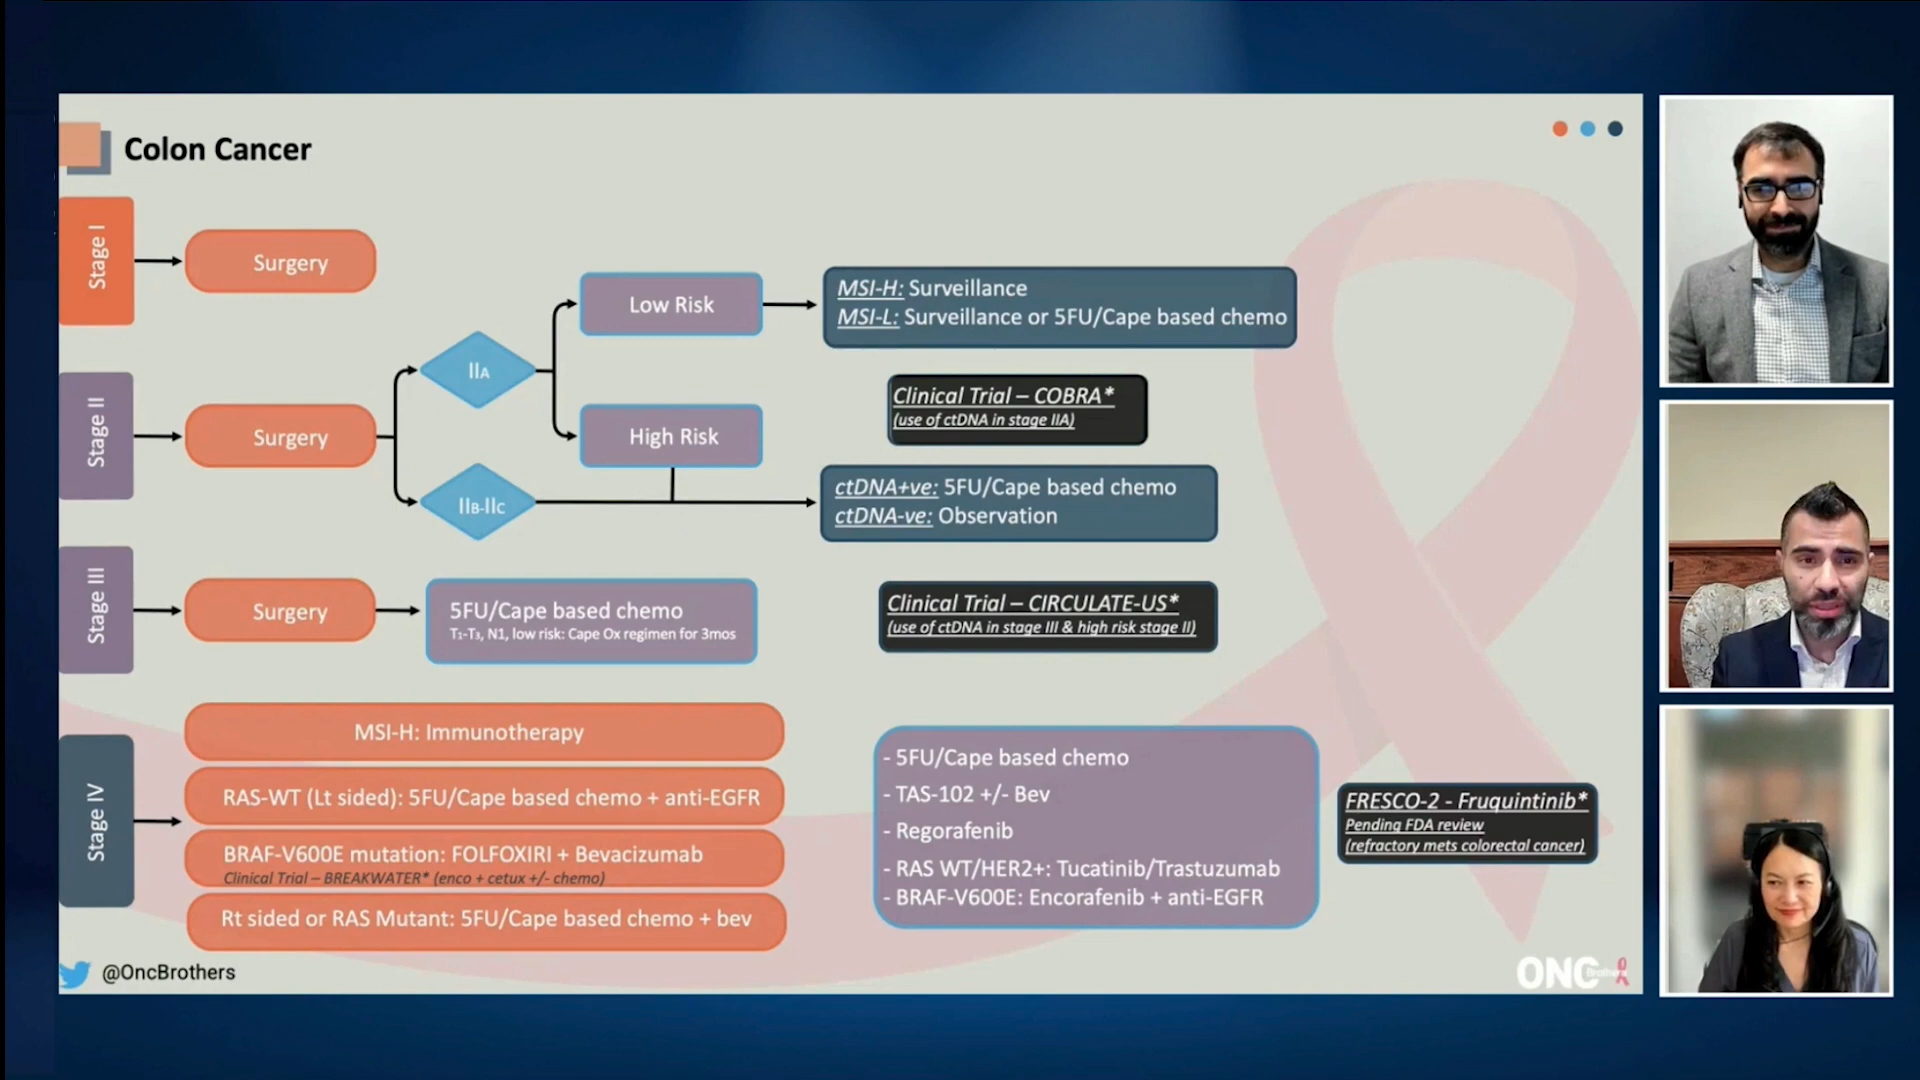 Colon Cancer
Stage I
Surgery
Stage II
Surgery
IIA
Low Risk
MSI-H: Surveillance
MSI-L: Surveillance or 5FU/Cape based chemo
Clinical Trial – COBRA*
(use of ctDNA in stage IIA)
High Risk
IIB-IIC
ctDNA+ve: 5FU/Cape based chemo
ctDNA-ve: Observation
Stage III
Surgery
5FU/Cape based chemo
T1-T3, N1, low risk: Cape Ox regimen for 3mos
Clinical Trial – CIRCULATE-US*
(use of ctDNA in stage III & high risk stage II)
Stage IV
MSI-H: Immunotherapy
RAS-WT (Lt sided): 5FU/Cape based chemo + anti-EGFR
BRAF-V600E mutation: FOLFOXIRI + Bevacizumab
Clinical Trial – BREAKWATER* (enco + cetux +/- chemo)
Rt sided or RAS Mutant: 5FU/Cape based chemo + bev
- 5FU/Cape based chemo
- TAS-102 +/- Bev
- Regorafenib
- RAS WT/HER2+: Tucatinib/Trastuzumab
- BRAF-V600E: Encorafenib + anti-EGFR
FRESCO-2 - Fruquintinib*
Pending FDA review
(refractory mets colorectal cancer)
@OncBrothers
ONC Brothers